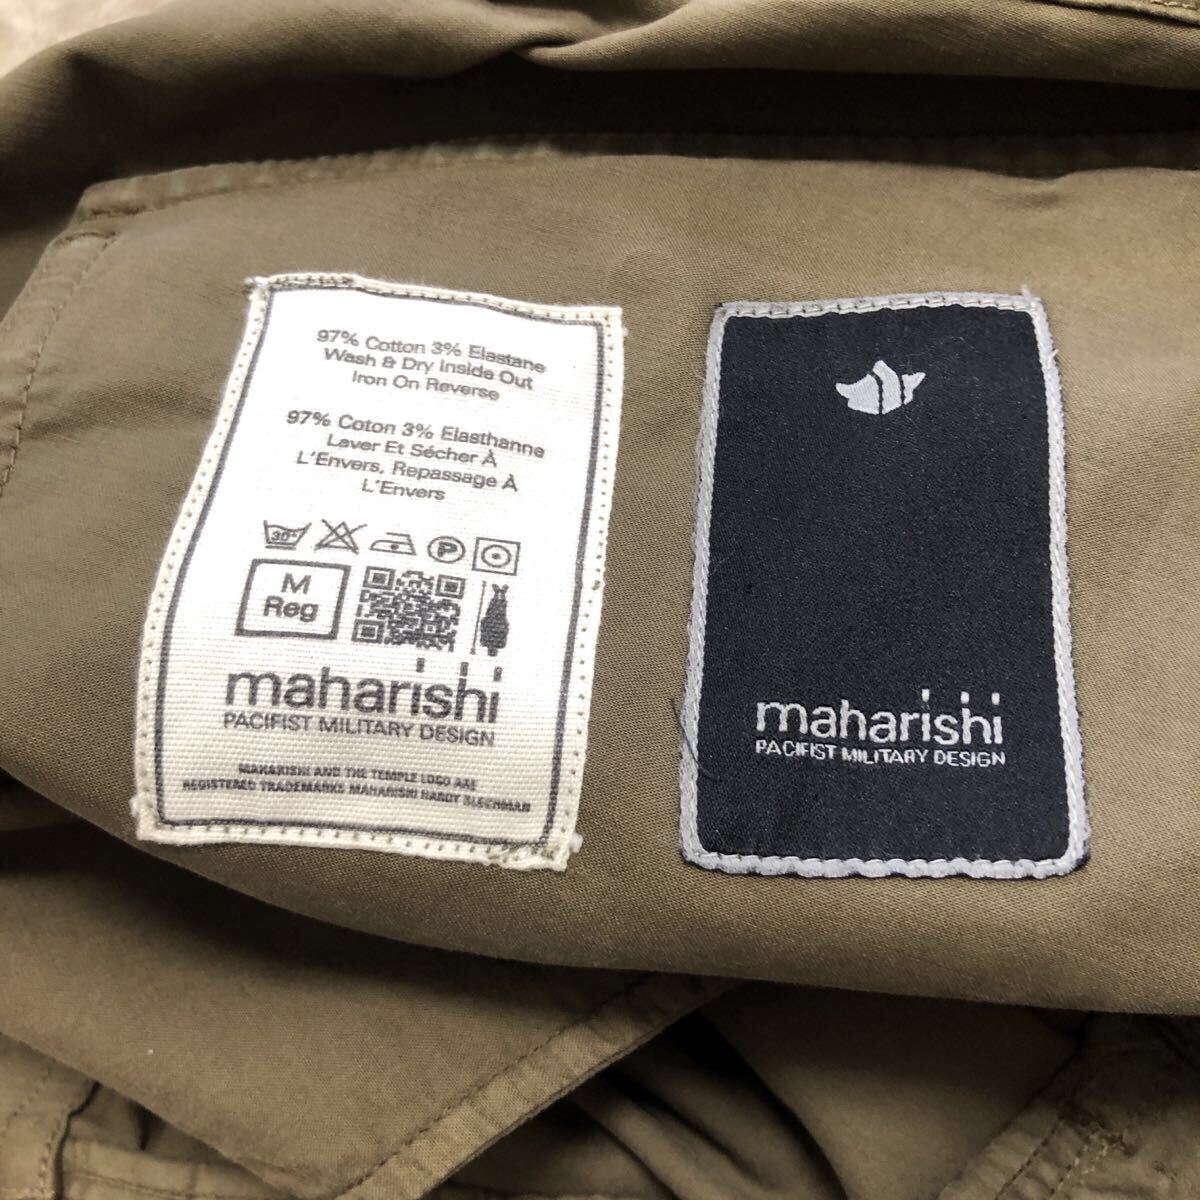 97% Cotton 3% Elastane
Wash & Dry Inside Out
Iron On Reverse
97% Coton 3% Elasthanne
Laver Et Sécher À
L'Envers, Repassage À
L'Envers
30°
P
M
Reg
maharishi
PACIFIST MILITARY DESIGN
MAHARISHI AND THE TEMPLE LOGO ARE
REGISTERED TRADEMARKS MAHARISHI HARDY BLECHMAN
maharishi
PACIFIST MILITARY DESIGN